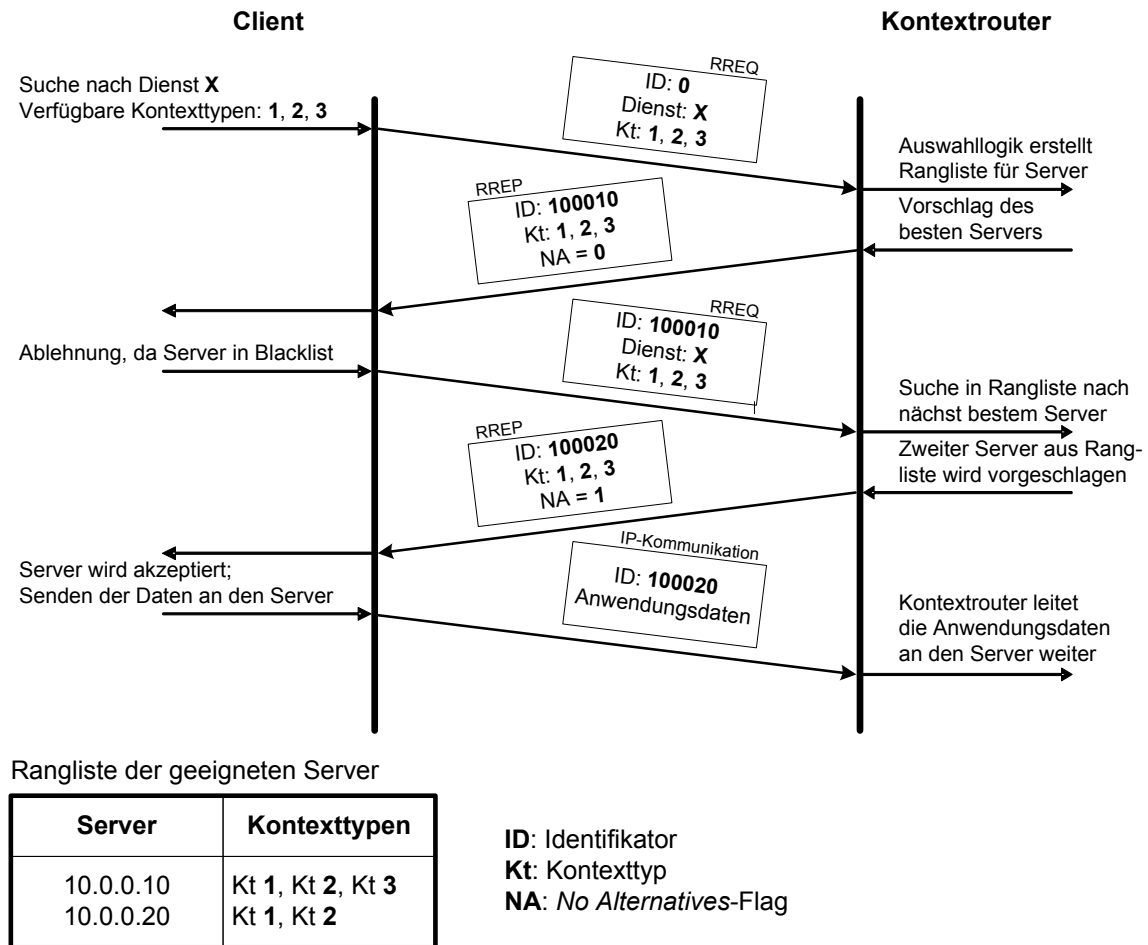 Client
Kontextrouter
Suche nach Dienst X
Verfügbare Kontexttypen: 1, 2, 3
RREQ
ID: 0
Dienst: X
Kt: 1, 2, 3
Auswahllogik erstellt
Rangliste für Server
RREP
ID: 100010
Kt: 1, 2, 3
NA = 0
Vorschlag des
besten Servers
Ablehnung, da Server in Blacklist
RREQ
ID: 100010
Dienst: X
Kt: 1, 2, 3
Suche in Rangliste nach
nächst bestem Server
RREP
ID: 100020
Kt: 1, 2, 3
NA = 1
Zweiter Server aus Rang-
liste wird vorgeschlagen
Server wird akzeptiert;
Senden der Daten an den Server
IP-Kommunikation
ID: 100020
Anwendungsdaten
Kontextrouter leitet
die Anwendungsdaten
an den Server weiter
Rangliste der geeigneten Server
Server Kontexttypen
10.0.0.10 Kt 1, Kt 2, Kt 3
10.0.0.20 Kt 1, Kt 2
ID: Identifikator
Kt: Kontexttyp
NA: No Alternatives-Flag